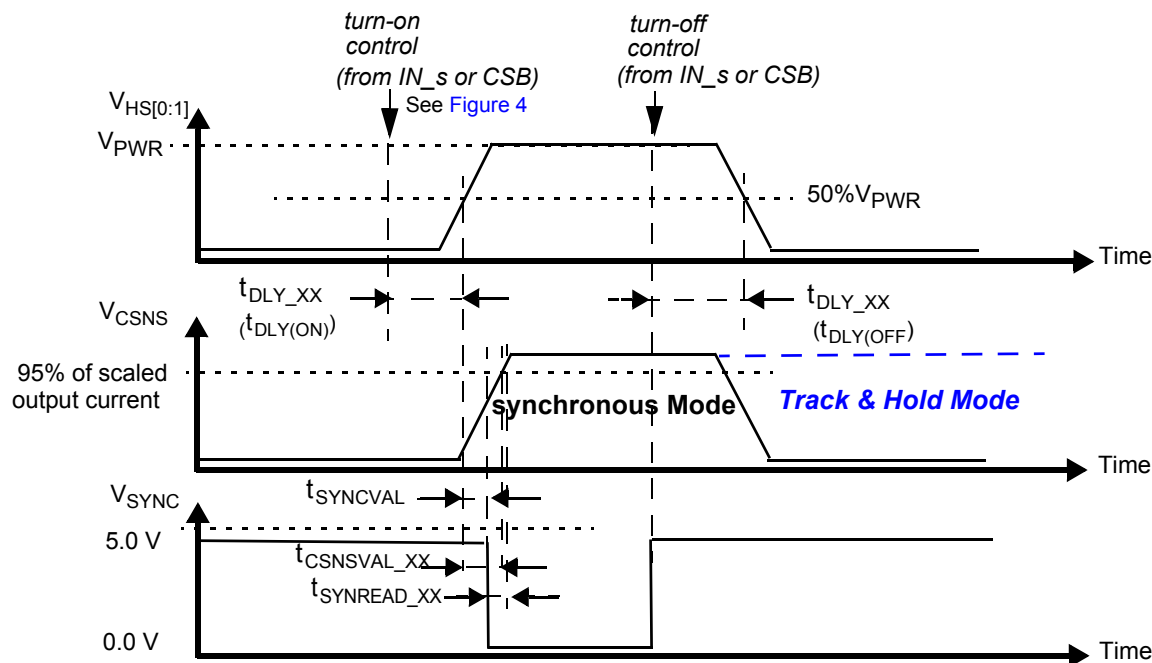 turn-on
control
(from IN_s or CSB)
See Figure 4
turn-off
control
(from IN_s or CSB)
VHS[0:1]
VPWR
50%VPWR
Time
tDLY_XX
(tDLY(ON))
tDLY_XX
(tDLY(OFF)
VCSNS
95% of scaled
output current
synchronous Mode
Track & Hold Mode
Time
tSYNCVAL
VSYNC
5.0 V
tCSNSVAL_XX
tSYNREAD_XX
0.0 V
Time